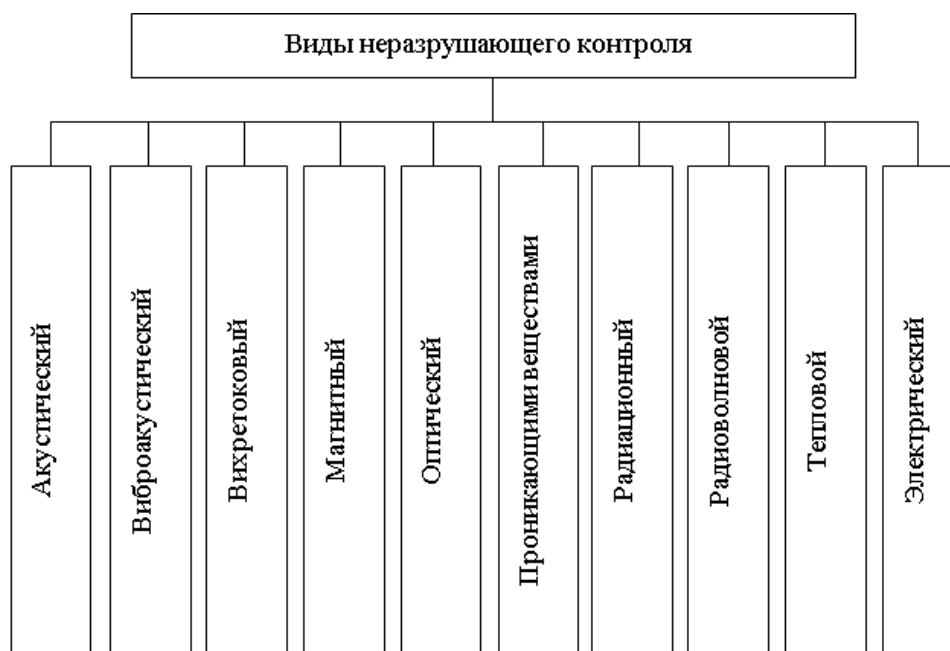 Виды неразрушающего контроля
Акустический
Виброакустический
Вихретоковый
Магнитный
Оптический
Проникающими веществами
Радиационный
Радиоволновой
Тепловой
Электрический